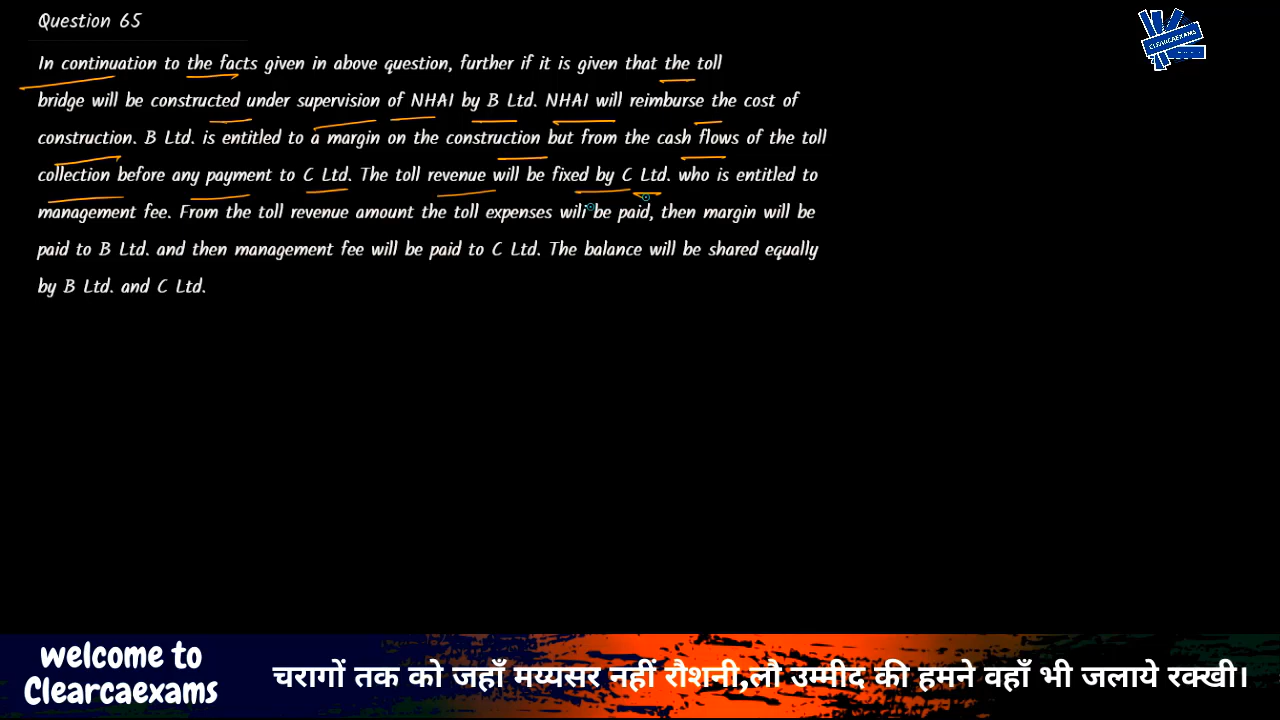 Question 65
CLEARCAEXAMS
In continuation to the facts given in above question, further if it is given that the toll
bridge will be constructed under supervision of NHAI by B Ltd. NHAI will reimburse the cost of
construction. B Ltd. is entitled to a margin on the construction but from the cash flows of the toll
collection before any payment to C Ltd. The toll revenue will be fixed by C Ltd. who is entitled to
management fee. From the toll revenue amount the toll expenses will be paid, then margin will be
paid to B Ltd. and then management fee will be paid to C Ltd. The balance will be shared equally
by B Ltd. and C Ltd.
welcome to
Clearcaexams
चरागों तक को जहाँ मय्यसर नहीं रौशनी,लौ उम्मीद की हमने वहाँ भी जलाये रक्खी।